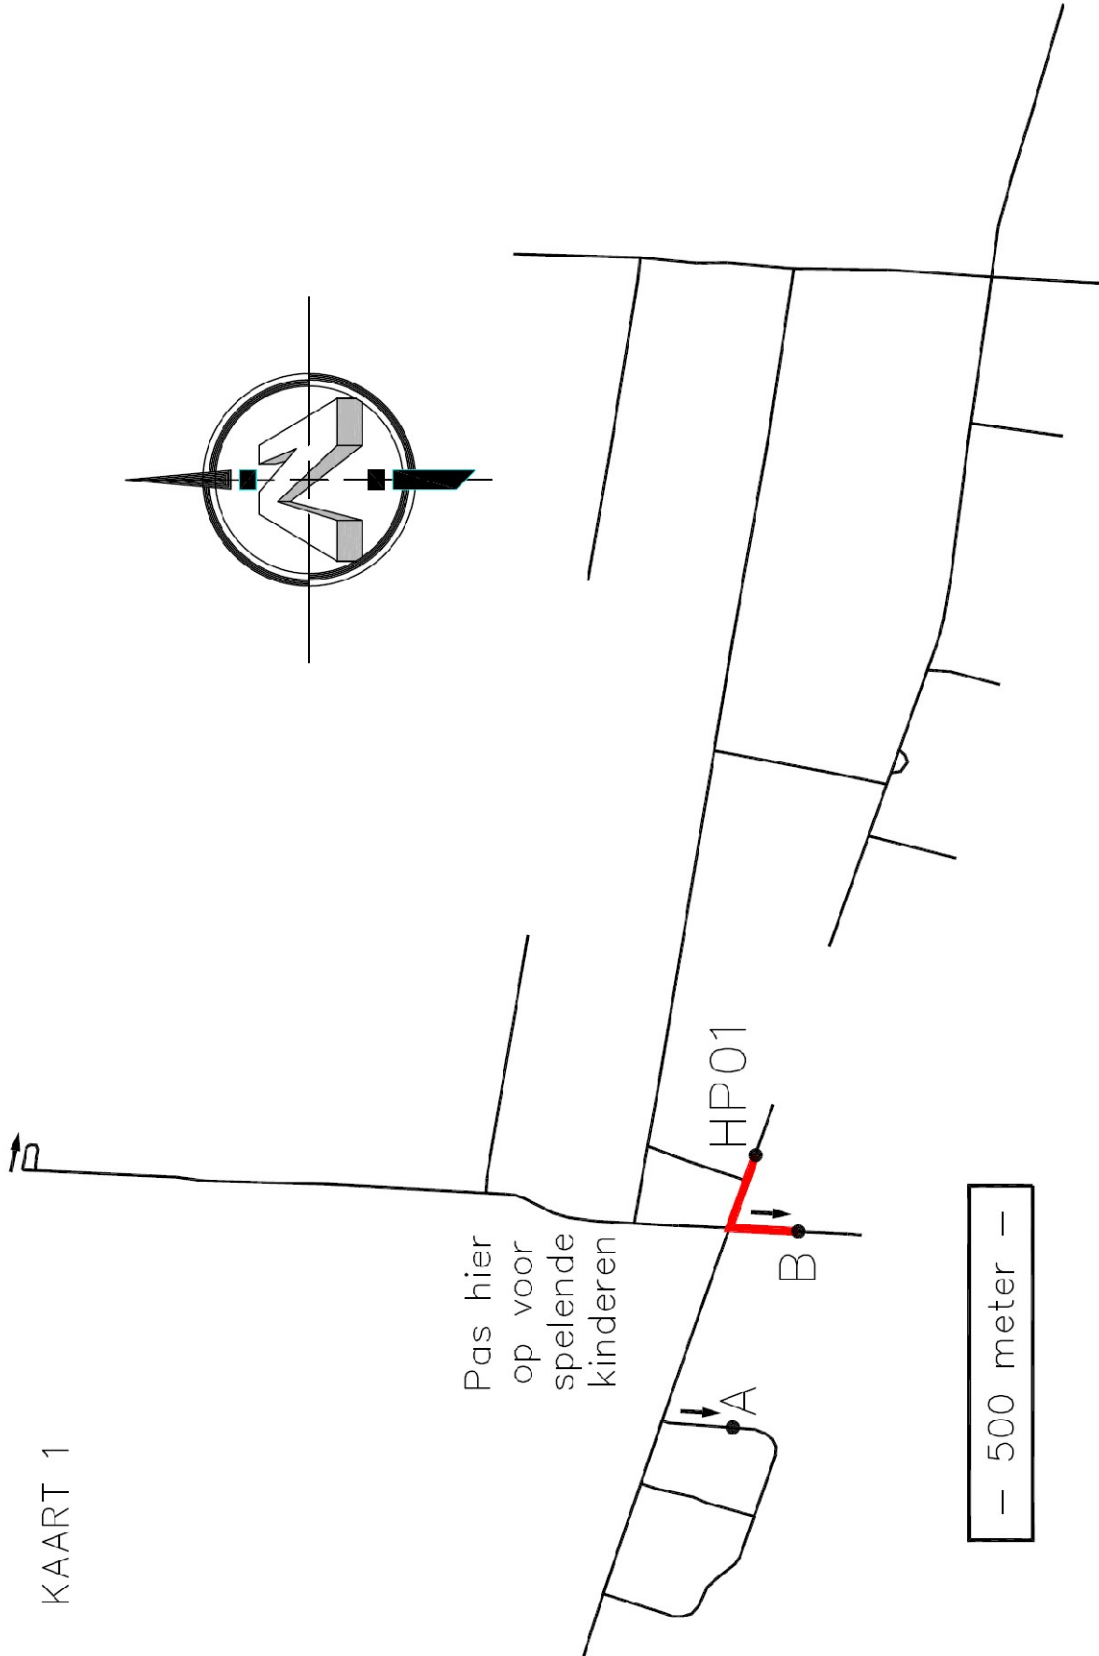 KAART 1
Pas hier
op voor
spelende
kinderen
A
B
HP01
— 500 meter —
N